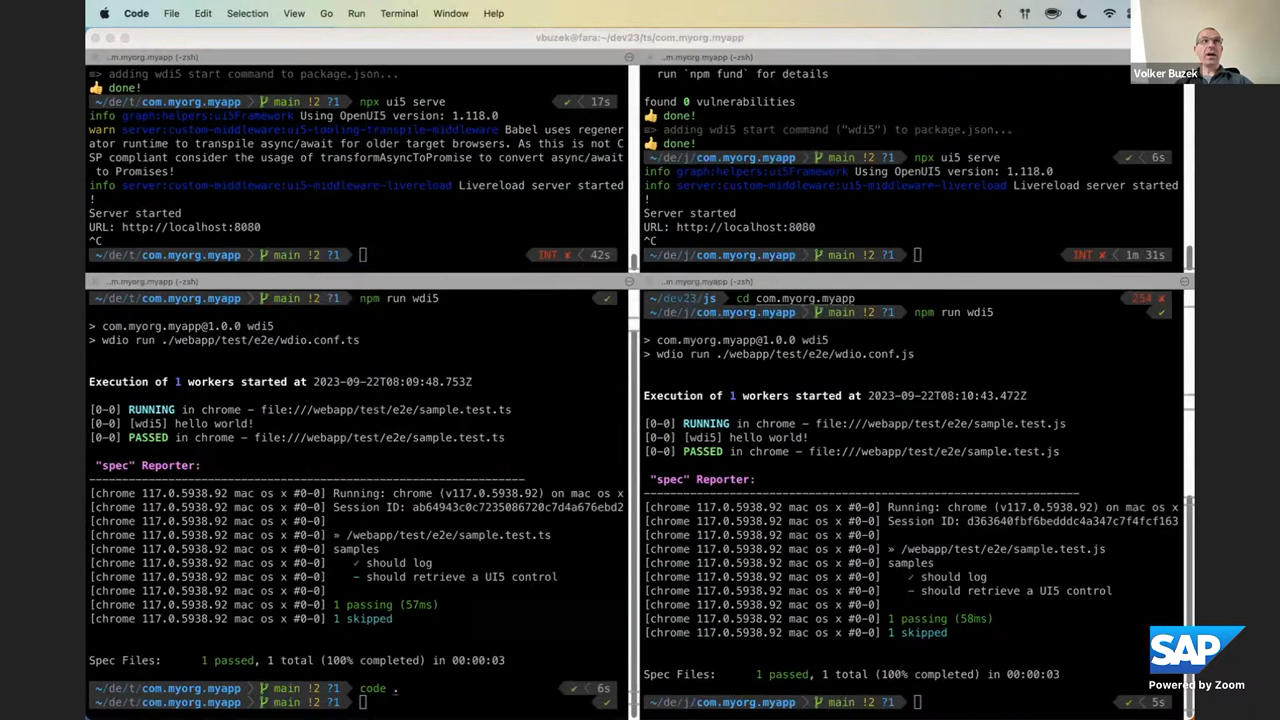 Code File Edit Selection View Go Run Terminal Window Help
vbuzek@fara:~/dev23/ts/com.myorg.myapp
Volker Buzek
..m.myorg.myapp (-zsh)
≡> adding wdi5 start command to package.json...
👍 done!
~/de/t/com.myorg.myapp main !2 ?1 npx ui5 serve ✔ 17s
info graph:helpers:ui5Framework Using OpenUI5 version: 1.118.0
warn server:custom-middleware:ui5-tooling-transpile-middleware Babel uses regener
ator runtime to transpile async/await for older target browsers. As this is not C
SP compliant consider the usage of transformAsyncToPromise to convert async/await
to Promises!
info server:custom-middleware:ui5-middleware-livereload Livereload server started
!
Server started
URL: http://localhost:8080
^C
~/de/t/com.myorg.myapp main !2 ?1 INT ✘ 42s
..m.myorg.myapp (-zsh)
run `npm fund` for details
found 0 vulnerabilities
👍 done!
≡> adding wdi5 start command ("wdi5") to package.json...
👍 done!
~/de/j/com.myorg.myapp main !2 ?1 npx ui5 serve ✔ 6s
info graph:helpers:ui5Framework Using OpenUI5 version: 1.118.0
info server:custom-middleware:ui5-middleware-livereload Livereload server started
!
Server started
URL: http://localhost:8080
^C
~/de/j/com.myorg.myapp main !2 ?1 INT ✘ 1m 31s
..m.myorg.myapp (-zsh)
~/de/t/com.myorg.myapp main !2 ?1 npm run wdi5 ✔
> com.myorg.myapp@1.0.0 wdi5
> wdio run ./webapp/test/e2e/wdio.conf.ts
Execution of 1 workers started at 2023-09-22T08:09:48.753Z
[0-0] RUNNING in chrome - file:///webapp/test/e2e/sample.test.ts
[0-0] [wdi5] hello world!
[0-0] PASSED in chrome - file:///webapp/test/e2e/sample.test.ts
"spec" Reporter:
------------------------------------------------------------------
[chrome 117.0.5938.92 mac os x #0-0] Running: chrome (v117.0.5938.92) on mac os x
[chrome 117.0.5938.92 mac os x #0-0] Session ID: ab64943c0c7235086720c7d4a676ebd2
[chrome 117.0.5938.92 mac os x #0-0]
[chrome 117.0.5938.92 mac os x #0-0] » /webapp/test/e2e/sample.test.ts
[chrome 117.0.5938.92 mac os x #0-0] samples
[chrome 117.0.5938.92 mac os x #0-0] ✓ should log
[chrome 117.0.5938.92 mac os x #0-0] - should retrieve a UI5 control
[chrome 117.0.5938.92 mac os x #0-0]
[chrome 117.0.5938.92 mac os x #0-0] 1 passing (57ms)
[chrome 117.0.5938.92 mac os x #0-0] 1 skipped
Spec Files: 1 passed, 1 total (100% completed) in 00:00:03
~/de/t/com.myorg.myapp main !2 ?1 code . ✔ 6s
~/de/t/com.myorg.myapp main !2 ?1 ✔
..m.myorg.myapp (-zsh)
~/dev23/js cd com.myorg.myapp 254 ✘
~/de/j/com.myorg.myapp main !2 ?1 npm run wdi5 ✔
> com.myorg.myapp@1.0.0 wdi5
> wdio run ./webapp/test/e2e/wdio.conf.js
Execution of 1 workers started at 2023-09-22T08:10:43.472Z
[0-0] RUNNING in chrome - file:///webapp/test/e2e/sample.test.js
[0-0] [wdi5] hello world!
[0-0] PASSED in chrome - file:///webapp/test/e2e/sample.test.js
"spec" Reporter:
------------------------------------------------------------------
[chrome 117.0.5938.92 mac os x #0-0] Running: chrome (v117.0.5938.92) on mac os x
[chrome 117.0.5938.92 mac os x #0-0] Session ID: d363640fbf6bedddc4a347c7f4fcf163
[chrome 117.0.5938.92 mac os x #0-0]
[chrome 117.0.5938.92 mac os x #0-0] » /webapp/test/e2e/sample.test.js
[chrome 117.0.5938.92 mac os x #0-0] samples
[chrome 117.0.5938.92 mac os x #0-0] ✓ should log
[chrome 117.0.5938.92 mac os x #0-0] - should retrieve a UI5 control
[chrome 117.0.5938.92 mac os x #0-0]
[chrome 117.0.5938.92 mac os x #0-0] 1 passing (58ms)
[chrome 117.0.5938.92 mac os x #0-0] 1 skipped
Spec Files: 1 passed, 1 total (100% completed) in 00:00:03
~/de/j/com.myorg.myapp main !2 ?1 ✔ 5s
SAP
Powered by Zoom